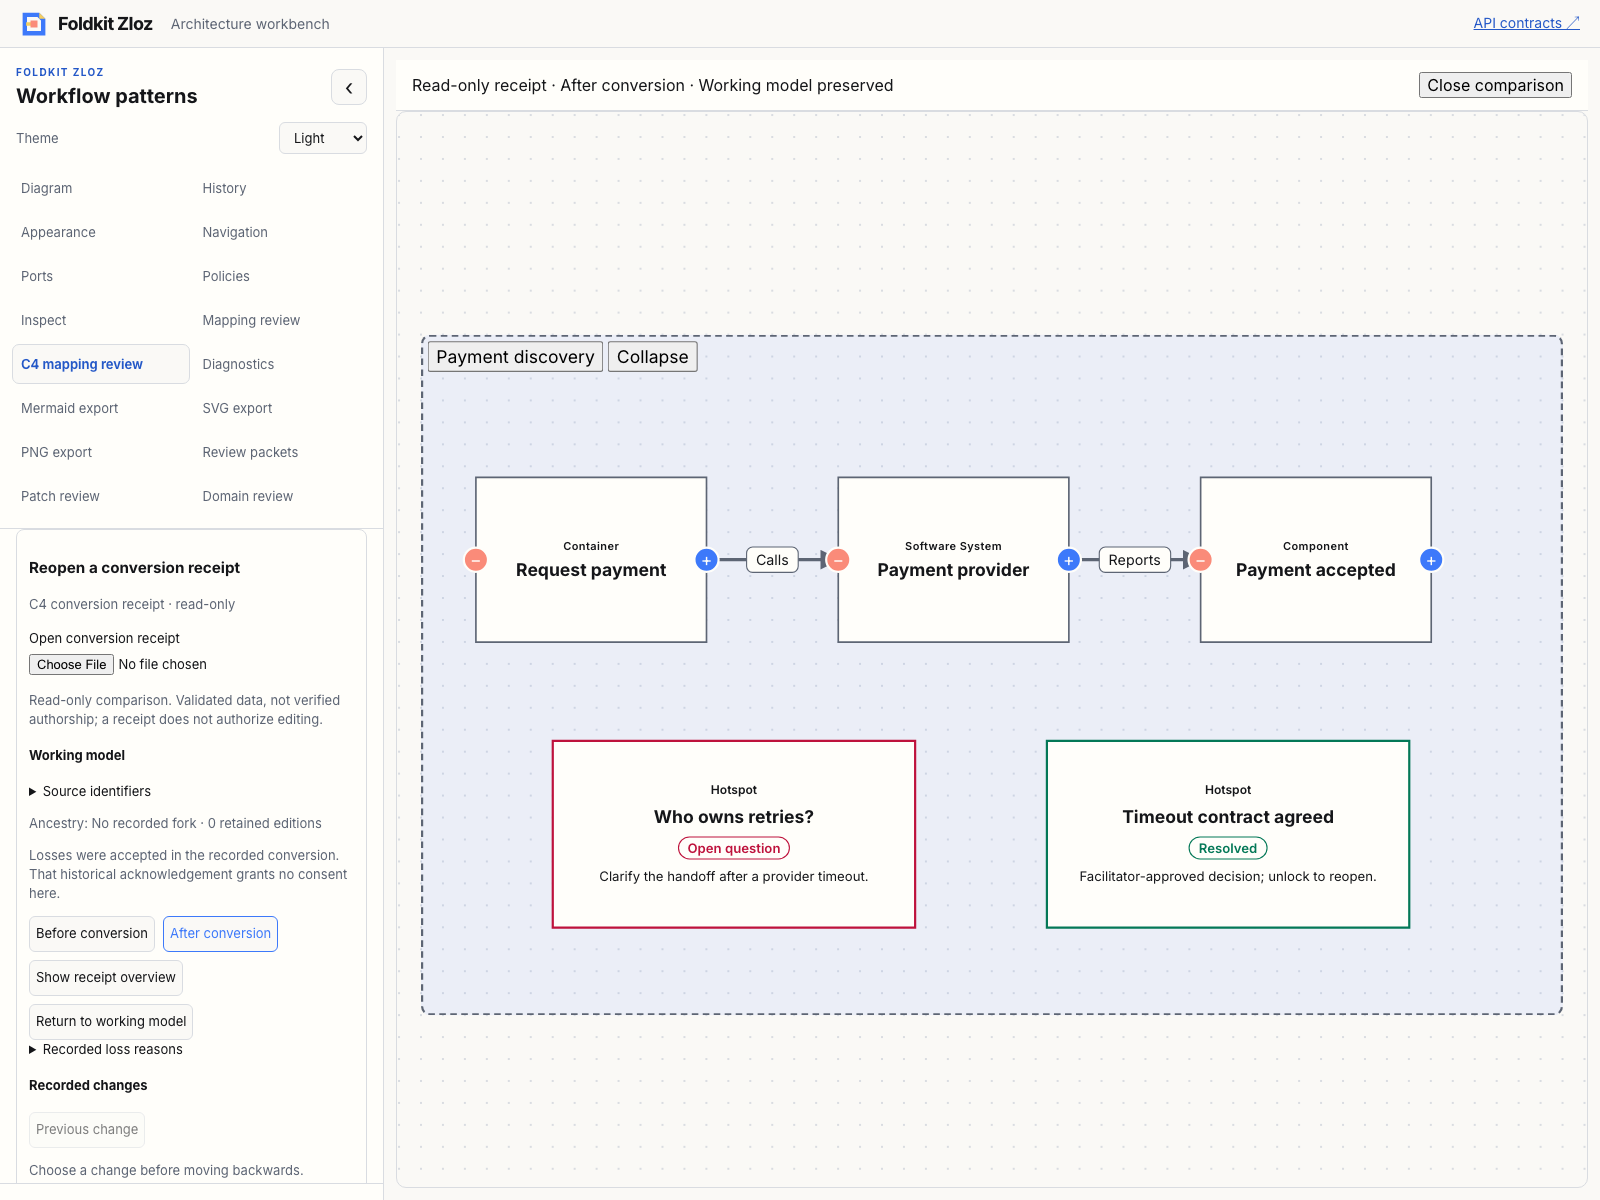 Foldkit Zloz
Architecture workbench
API contracts ↗
FOLDKIT ZLOZ
Workflow patterns
Theme
Light
Diagram
History
Appearance
Navigation
Ports
Policies
Inspect
Mapping review
C4 mapping review
Diagnostics
Mermaid export
SVG export
PNG export
Review packets
Patch review
Domain review
Reopen a conversion receipt
C4 conversion receipt · read-only
Open conversion receipt
Choose File No file chosen
Read-only comparison. Validated data, not verified
authorship; a receipt does not authorize editing.
Working model
Source identifiers
Ancestry: No recorded fork · 0 retained editions
Losses were accepted in the recorded conversion.
That historical acknowledgement grants no consent
here.
Before conversion
After conversion
Show receipt overview
Return to working model
Recorded loss reasons
Recorded changes
Previous change
Choose a change before moving backwards.
Read-only receipt · After conversion · Working model preserved
Close comparison
Payment discovery
Collapse
Container
Request payment
Calls
Software System
Payment provider
Reports
Component
Payment accepted
Hotspot
Who owns retries?
Open question
Clarify the handoff after a provider timeout.
Hotspot
Timeout contract agreed
Resolved
Facilitator-approved decision; unlock to reopen.